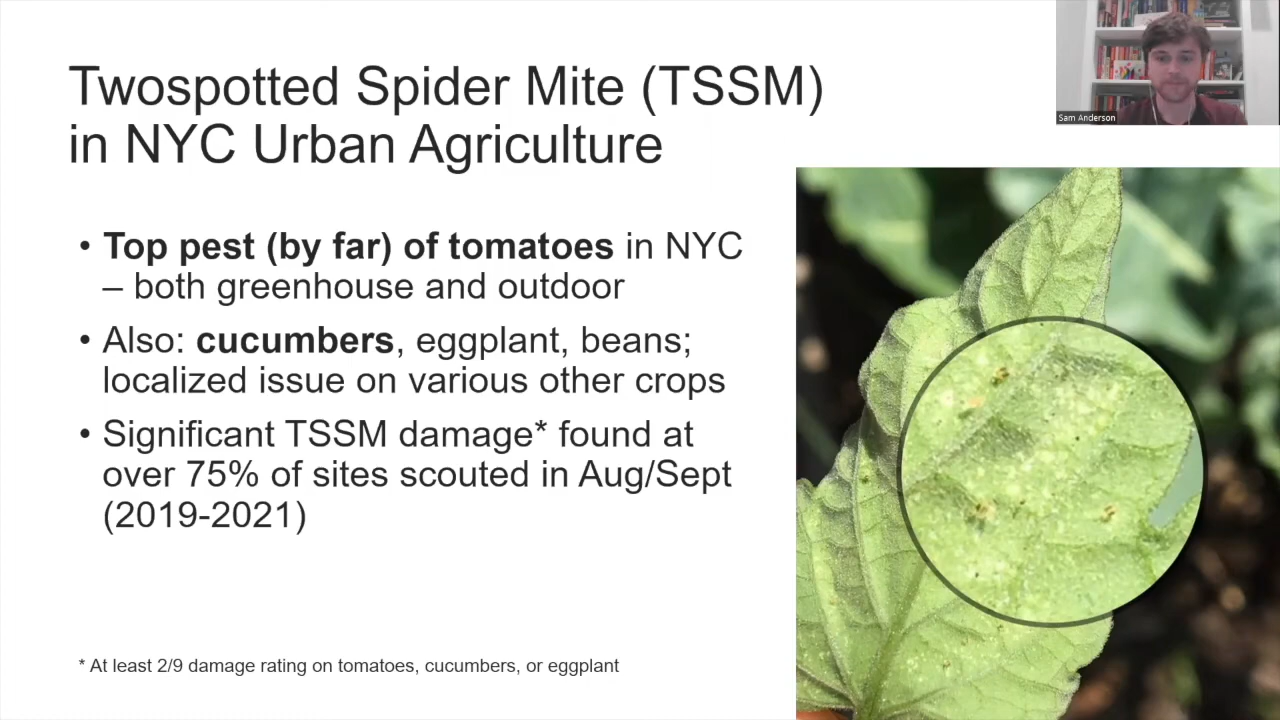 Twospotted Spider Mite (TSSM)
in NYC Urban Agriculture
Sam Anderson
• Top pest (by far) of tomatoes in NYC
– both greenhouse and outdoor
• Also: cucumbers, eggplant, beans;
localized issue on various other crops
• Significant TSSM damage* found at
over 75% of sites scouted in Aug/Sept
(2019-2021)
* At least 2/9 damage rating on tomatoes, cucumbers, or eggplant